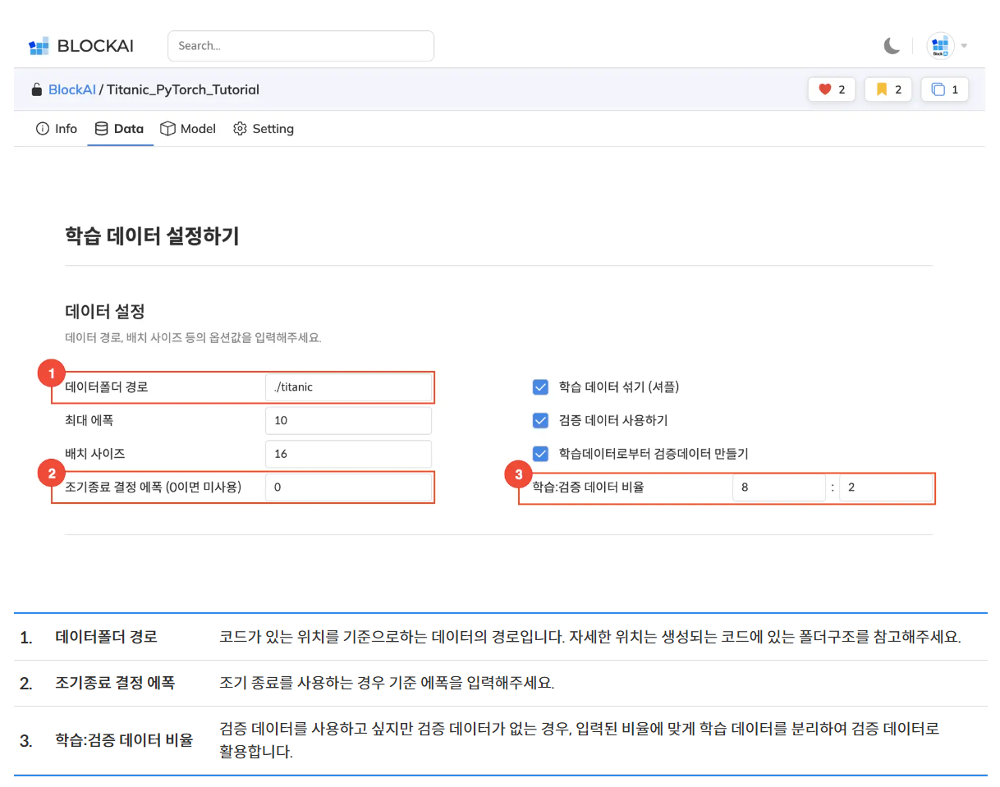 BLOCKAI
Search...
BlockAI / Titanic_PyTorch_Tutorial
2
2
1
Info
Data
Model
Setting
학습 데이터 설정하기
데이터 설정
데이터 경로, 배치 사이즈 등의 옵션값을 입력해주세요.
1
데이터폴더 경로
./titanic
학습 데이터 섞기 (셔플)
최대 에폭
10
검증 데이터 사용하기
배치 사이즈
16
학습데이터로부터 검증데이터 만들기
2
조기종료 결정 에폭 (0이면 미사용)
0
3
학습:검증 데이터 비율
8 : 2
1. 데이터폴더 경로 코드가 있는 위치를 기준으로하는 데이터의 경로입니다. 자세한 위치는 생성되는 코드에 있는 폴더구조를 참고해주세요.
2. 조기종료 결정 에폭 조기 종료를 사용하는 경우 기준 에폭을 입력해주세요.
3. 학습:검증 데이터 비율 검증 데이터를 사용하고 싶지만 검증 데이터가 없는 경우, 입력된 비율에 맞게 학습 데이터를 분리하여 검증 데이터로
활용합니다.